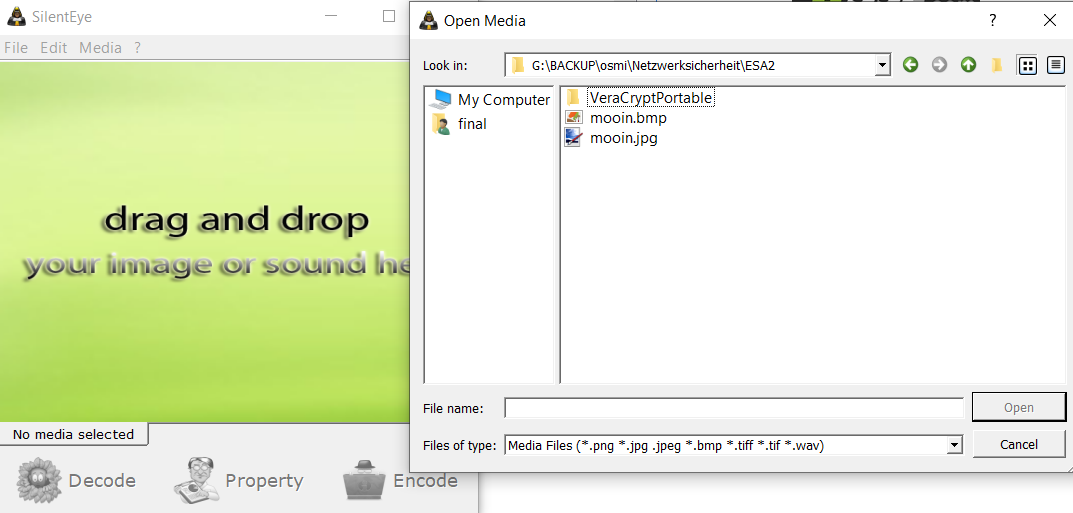 SilentEye
File Edit Media ?
drag and drop
your image or sound he
No media selected
Decode Property Encode
Open Media ?
Look in: G:\BACKUP\osmi\Netzwerksicherheit\ESA2
My Computer
final
VeraCryptPortable
mooin.bmp
mooin.jpg
File name: Open
Files of type: Media Files (*.png *.jpg .jpeg *.bmp *.tiff *.tif *.wav) Cancel